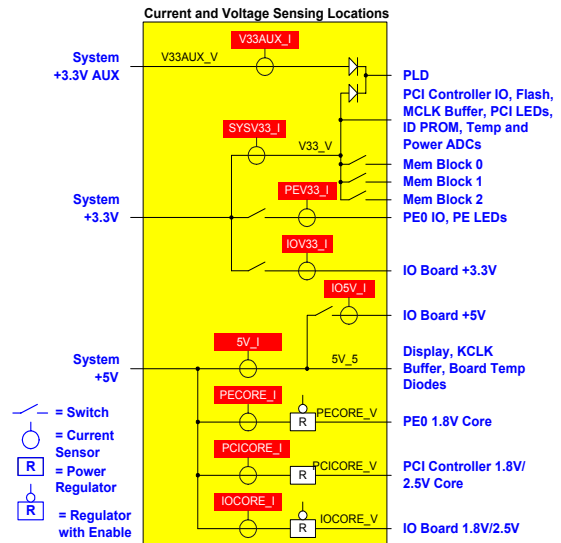 Current and Voltage Sensing Locations
V33AUX_I
System
+3.3V AUX
V33AUX_V
PLD
PCI Controller IO, Flash,
MCLK Buffer, PCI LEDs,
ID PROM, Temp and
Power ADCs
SYSV33_I
V33_V
Mem Block 0
Mem Block 1
Mem Block 2
System
+3.3V
PEV33_I
PE0 IO, PE LEDs
IOV33_I
IO Board +3.3V
IO5V_I
IO Board +5V
System
+5V
5V_I
5V_5
Display, KCLK
Buffer, Board Temp
Diodes
PECORE_I
R
PECORE_V
PE0 1.8V Core
PCICORE_I
R
PCICORE_V
PCI Controller 1.8V/
2.5V Core
IOCORE_I
R
IOCORE_V
IO Board 1.8V/2.5V
= Switch
= Current
Sensor
R
= Power
Regulator
R
= Regulator
with Enable